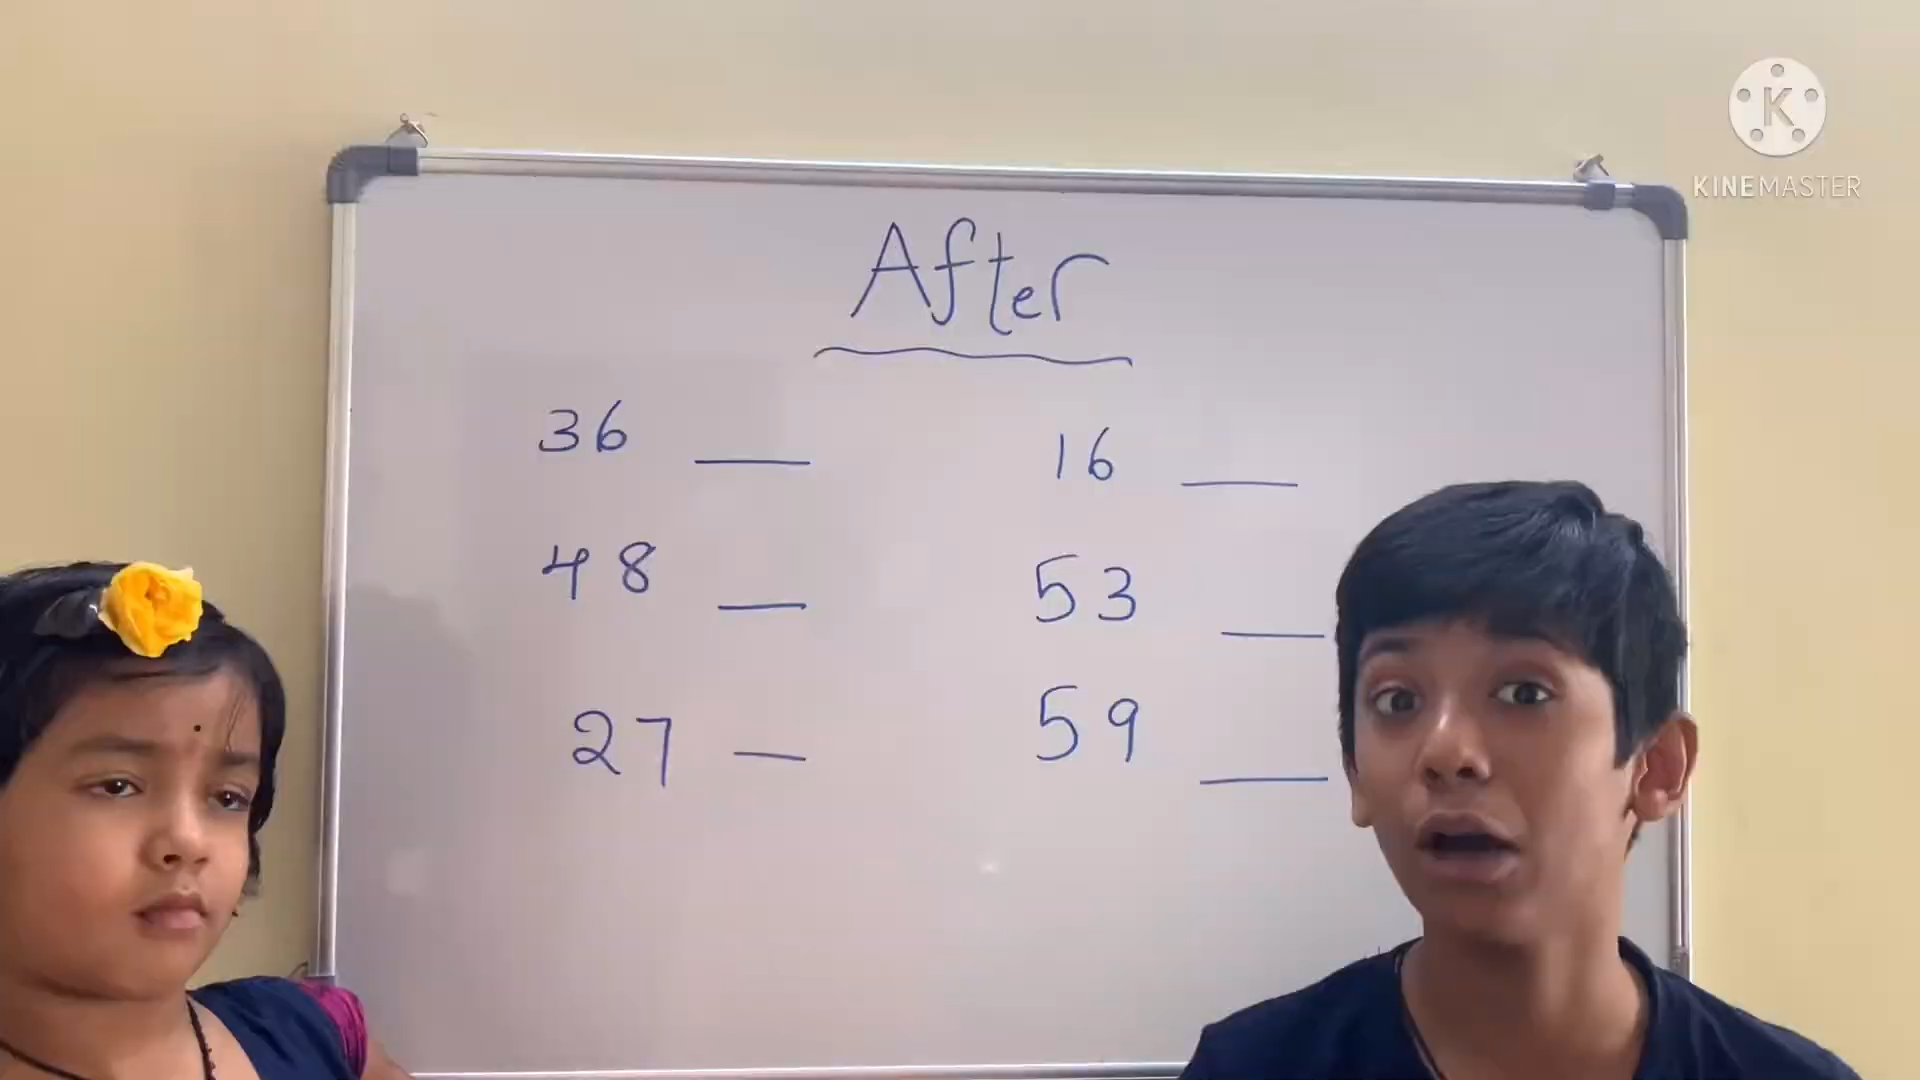 KINEMASTER
After
36 ___ 16 ___
48 ___ 53 ___
27 ___ 59 ___